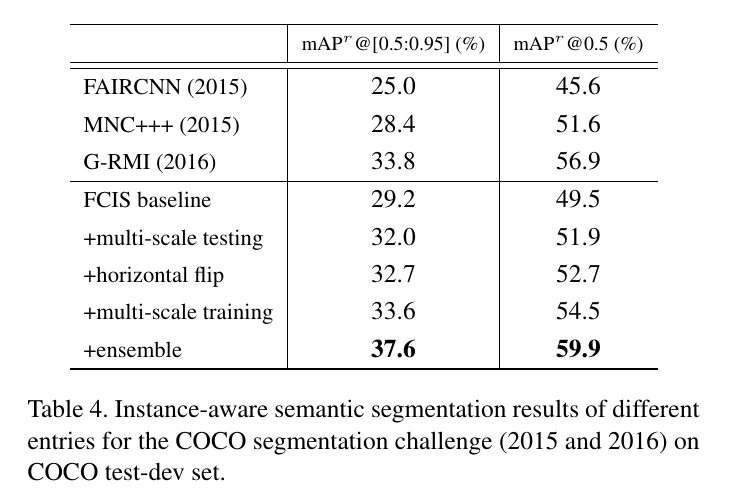 mAP^r@[0.5:0.95] (%) mAP^r@0.5 (%)
FAIRCNN (2015) 25.0 45.6
MNC+++ (2015) 28.4 51.6
G-RMI (2016) 33.8 56.9
FCIS baseline 29.2 49.5
+multi-scale testing 32.0 51.9
+horizontal flip 32.7 52.7
+multi-scale training 33.6 54.5
+ensemble 37.6 59.9
Table 4. Instance-aware semantic segmentation results of different
entries for the COCO segmentation challenge (2015 and 2016) on
COCO test-dev set.